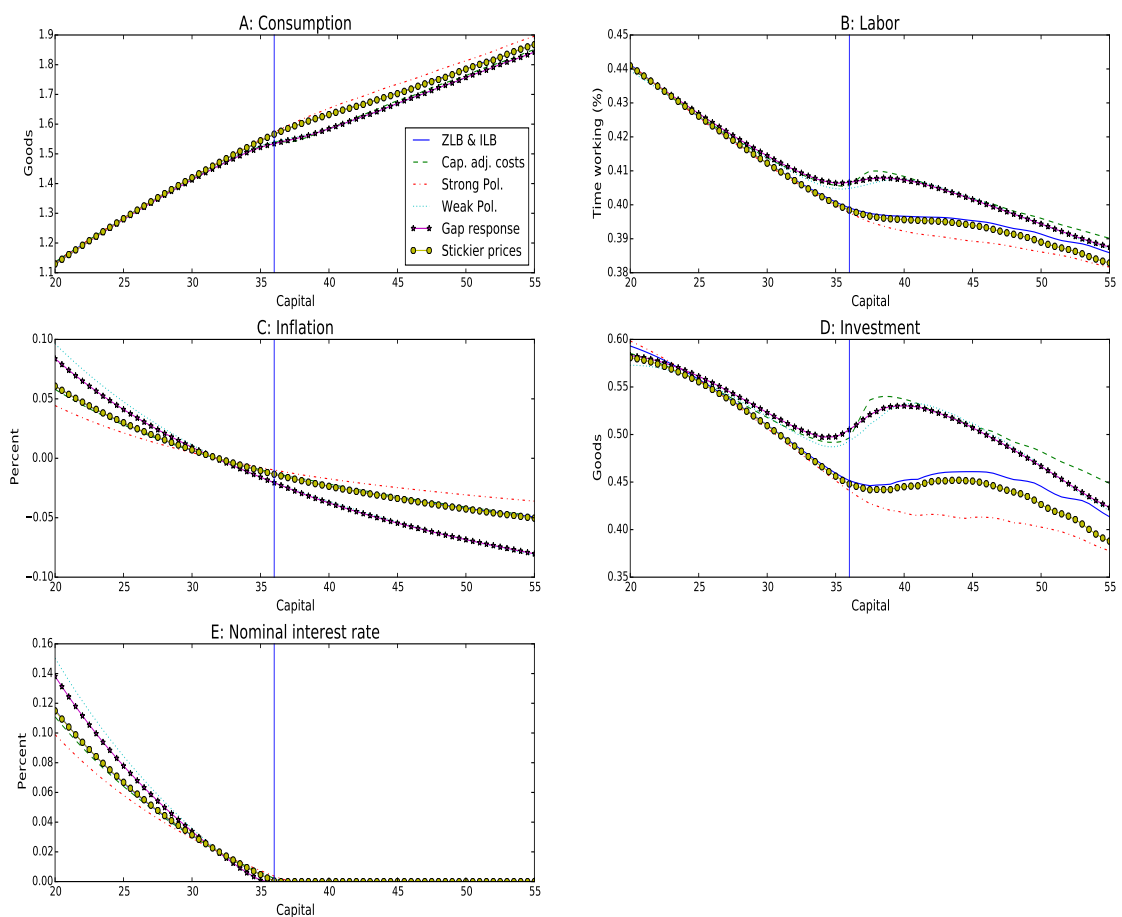 A: Consumption
1.9
1.8
1.7
1.6
1.5
1.4
1.3
1.2
1.1
Goods
20 25 30 35 40 45 50 55
Capital
ZLB & ILB
Cap. adj. costs
Strong Pol.
Weak Pol.
Gap response
Stickier prices
B: Labor
0.45
0.44
0.43
0.42
0.41
0.40
0.39
0.38
Time working (%)
20 25 30 35 40 45 50 55
Capital
C: Inflation
0.10
0.05
0.00
−0.05
−0.10
Percent
20 25 30 35 40 45 50 55
Capital
D: Investment
0.60
0.55
0.50
0.45
0.40
0.35
Goods
20 25 30 35 40 45 50 55
Capital
E: Nominal interest rate
0.16
0.14
0.12
0.10
0.08
0.06
0.04
0.02
0.00
Percent
20 25 30 35 40 45 50 55
Capital